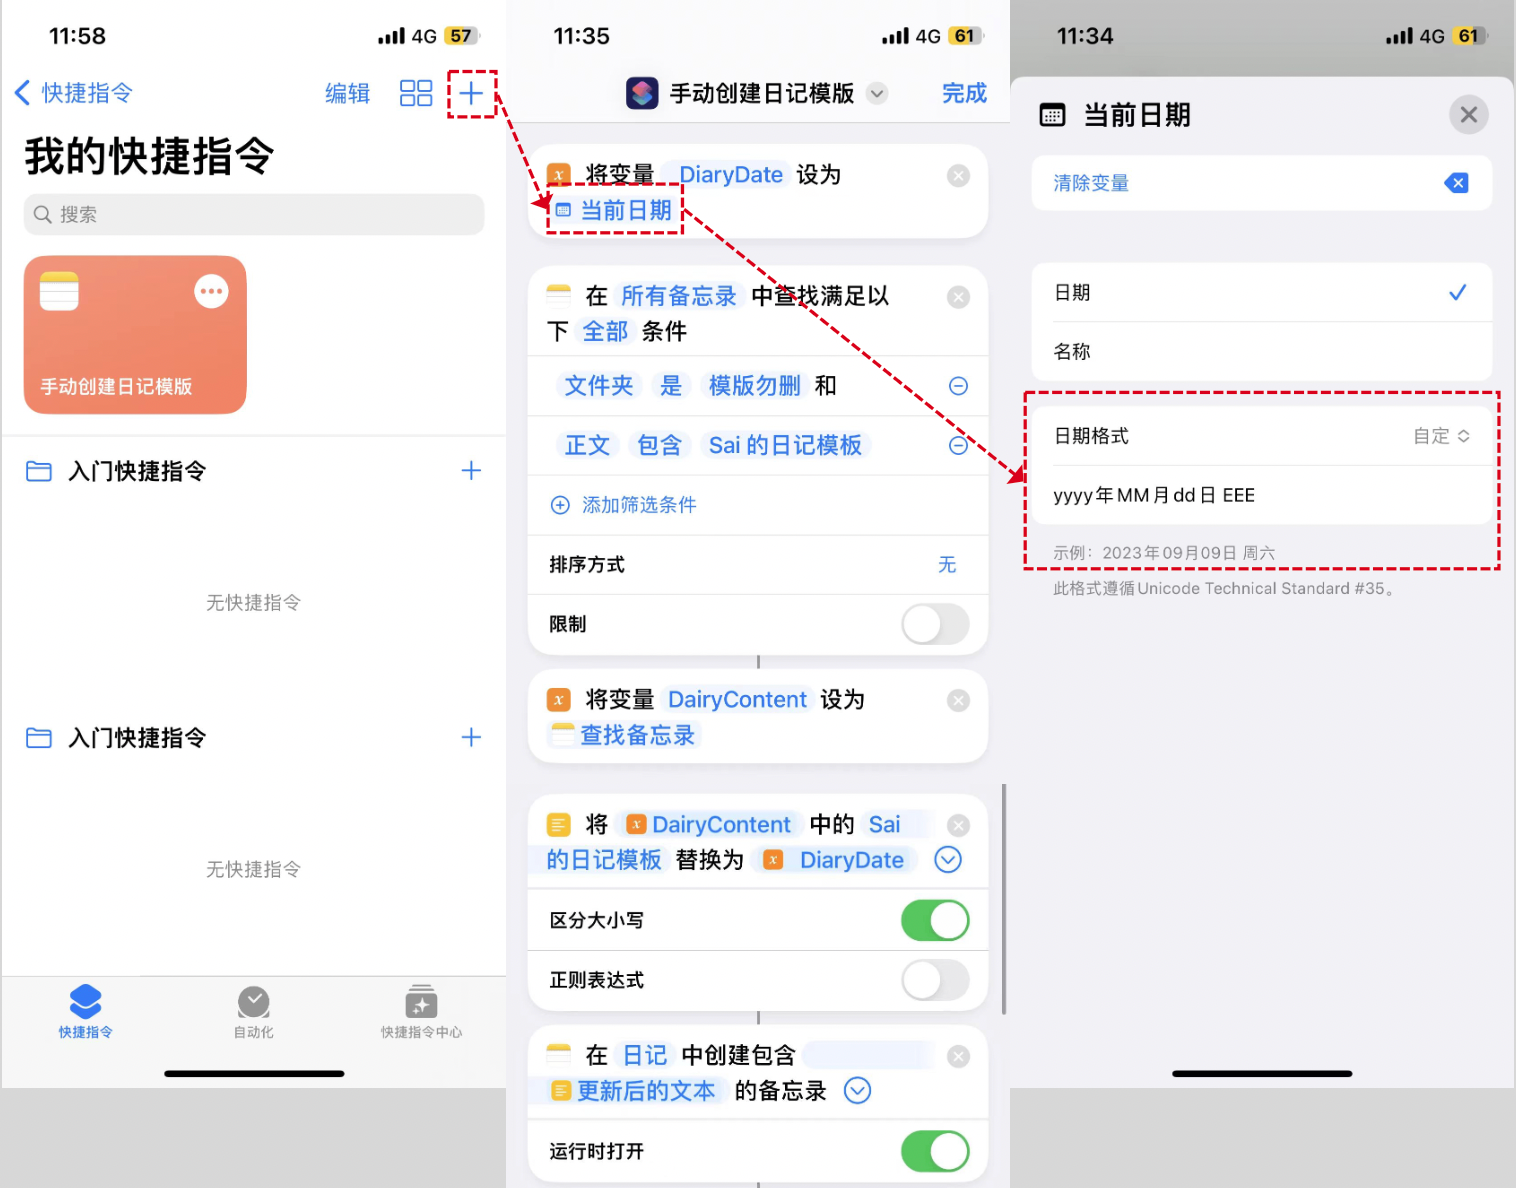 11:58
4G 57
快捷指令
编辑
我的快捷指令
搜索
手动创建日记模版
入门快捷指令
无快捷指令
入门快捷指令
无快捷指令
快捷指令
自动化
快捷指令中心
11:35
4G 61
手动创建日记模版
完成
x 将变量 DiaryDate 设为
当前日期
在 所有备忘录 中查找满足以
下 全部 条件
文件夹 是 模版勿删 和
正文 包含 Sai 的日记模板
添加筛选条件
排序方式 无
限制
x 将变量 DairyContent 设为
查找备忘录
将 x DairyContent 中的 Sai
的日记模板 替换为 x DiaryDate
区分大小写
正则表达式
在 日记 中创建包含
更新后的文本 的备忘录
运行时打开
11:34
4G 61
当前日期
清除变量
日期
名称
日期格式 自定
yyyy年MM月dd日 EEE
示例：2023年09月09日 周六
此格式遵循Unicode Technical Standard #35。